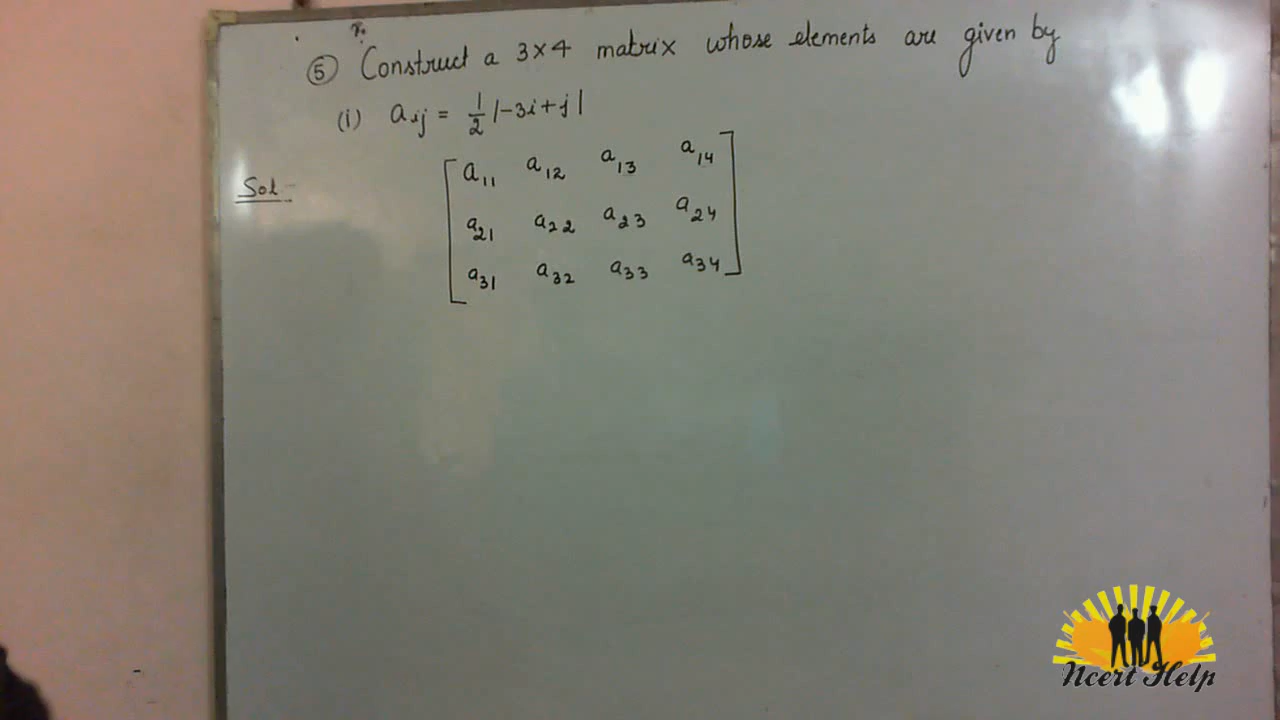 ⑤ Construct a 3×4 matrix whose elements are given by
(i) aij = 1/2 |-3i+j|
Sol:-
a11 a12 a13 a14
a21 a22 a23 a24
a31 a32 a33 a34
Ncert Help